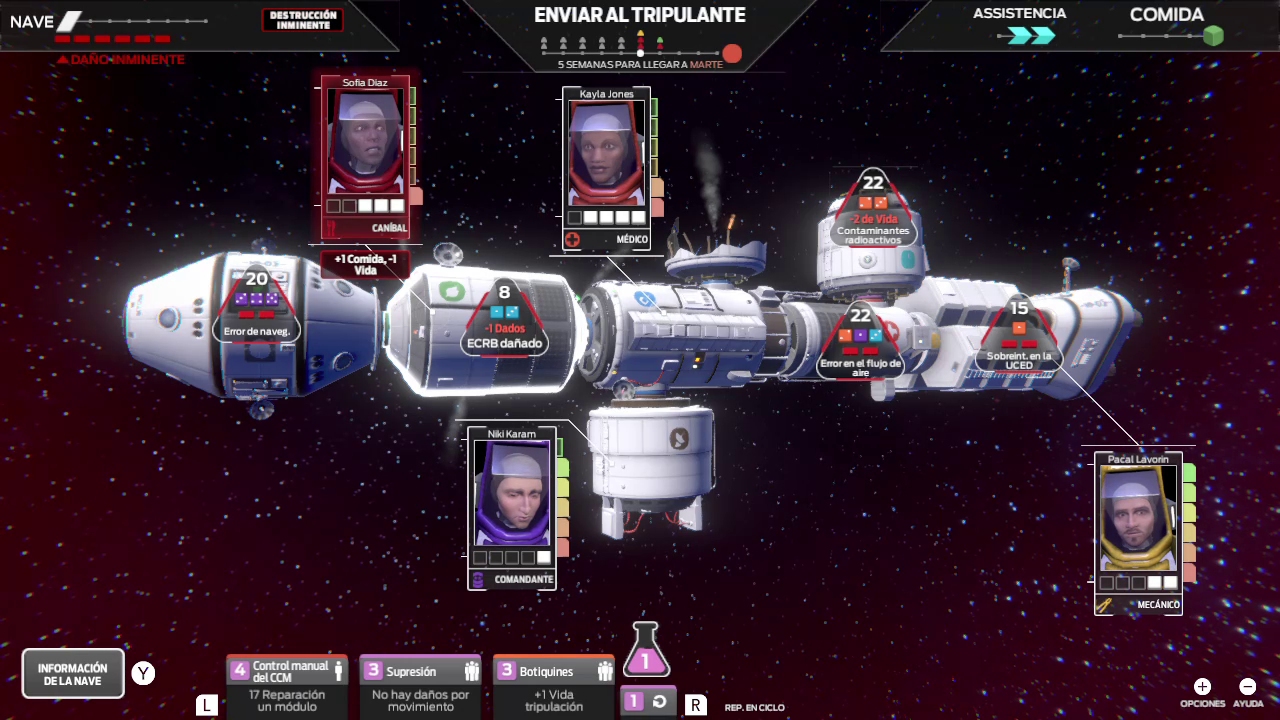 NAVE
DESTRUCCIÓN
INMINENTE
DAÑO INMINENTE
ENVIAR AL TRIPULANTE
5 SEMANAS PARA LLEGAR A MARTE
ASSISTENCIA
COMIDA
Sofia Diaz
CANÍBAL
+1 Comida, -1
Vida
Kayla Jones
MÉDICO
22
-2 de Vida
Contaminantes
radioactivos
20
Error de naveg.
8
-1 Dados
ECRB dañado
22
Error en el flujo de
aire
15
Sobreint. en la
UCED
Niki Karam
COMANDANTE
Pacal Lavorin
MECÁNICO
INFORMACIÓN
DE LA NAVE
Y
L
4 Control manual
del CCM
17 Reparación
un módulo
3 Supresión
No hay daños por
movimiento
3 Botiquines
+1 Vida
tripulación
1
1
R
REP. EN CICLO
OPCIONES
AYUDA